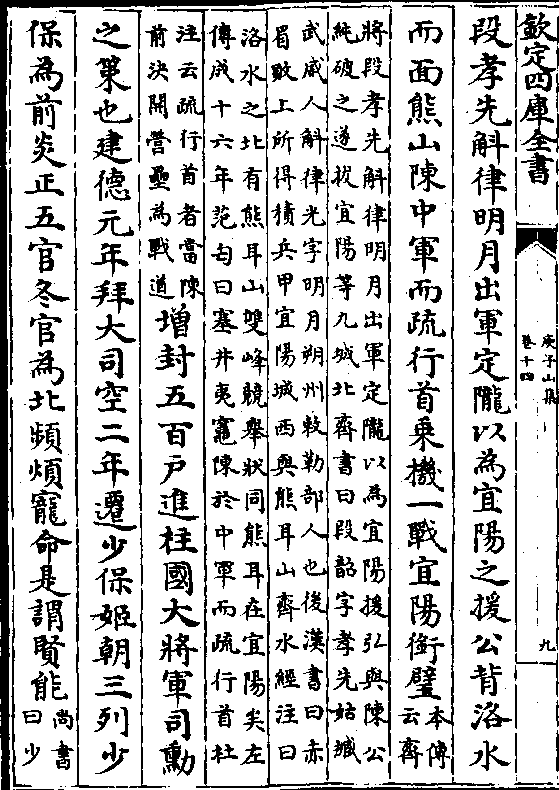 欽定四庫全書
庾子山集
卷十四
九
段孝先斛律明月出軍定隴以為宜陽之援公背洛水
而面熊山陳中軍而疏行首乗機一戰宜陽銜璧本傳
云齊
將段孝先斛律明月出軍定隴以為宜陽援弘與陳公
純破之遂拔宜陽等九城北齊書曰段韶字孝先姑臧
武威人斛律光字明月朔州敕勒部人也後漢書曰赤
眉敗上所得積兵甲宜陽城西與熊耳山齊水經注曰
洛水之北有熊耳山雙峰競舉狀同熊耳在宜陽矣左
傳成十六年范匄曰塞井夷竈陳於中軍而疏行首杜
注云疏行首者當陳
前決開營壘為戰道
增封五百户進柱國大將軍司勲
之策也建德元年拜大司空二年遷少保姬朝三列少
保為前炎正五官冬官為北頻煩寵命是謂賢能尚書
曰少